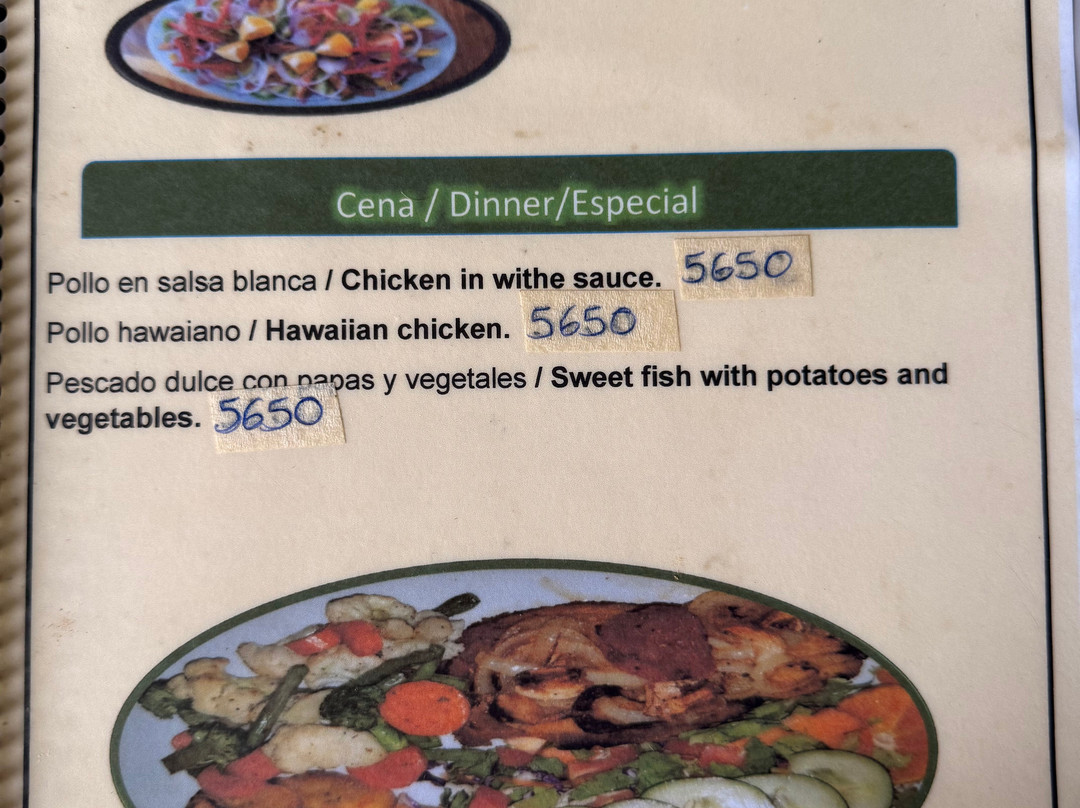 Cena / Dinner/Especial
Pollo en salsa blanca / Chicken in withe sauce. 5650
Pollo hawaiano / Hawaiian chicken. 5650
Pescado dulce con papas y vegetales / Sweet fish with potatoes and
vegetables. 5650